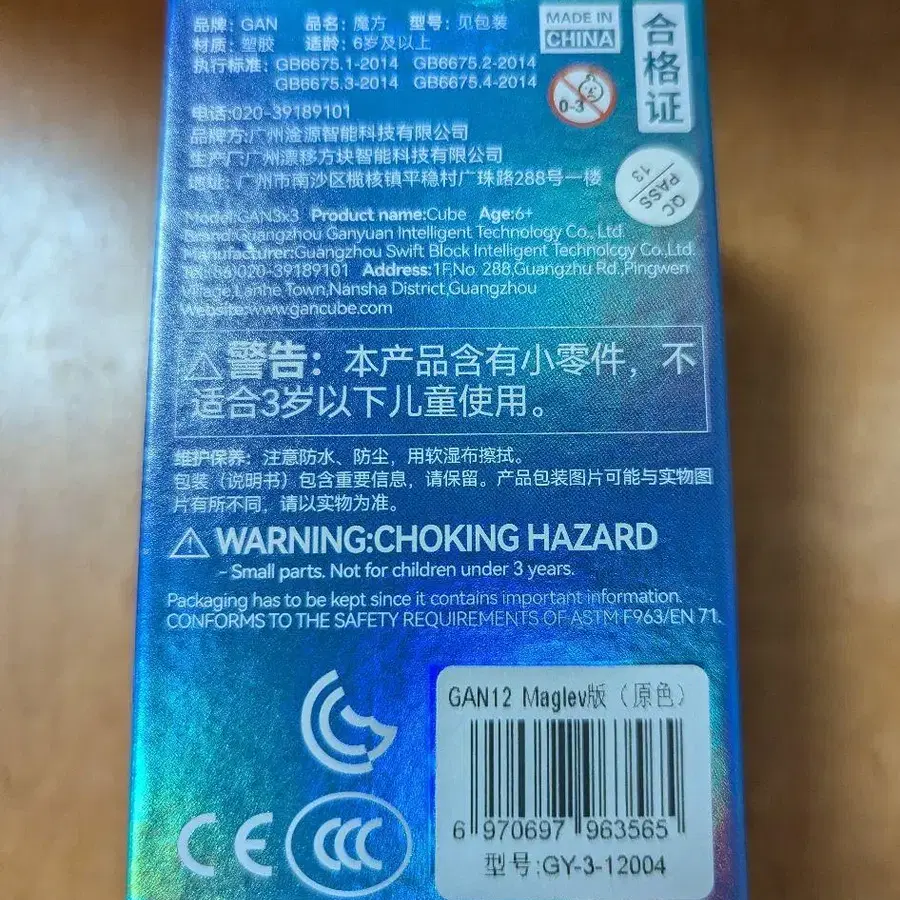 品牌：GAN 品名：魔方 型号：见包装
材质：塑胶 适龄：6岁及以上
执行标准：GB6675.1-2014 GB6675.2-2014
GB6675.3-2014 GB6675.4-2014
MADE IN
CHINA
合格证
0-3
电话:020-39189101
品牌方:广州淦源智能科技有限公司
生产厂:广州漂移方块智能科技有限公司
地址:广州市南沙区榄核镇平稳村广珠路288号一楼
QC
PASS
13
Model:GAN3x3 Product name:Cube Age:6+
Brand:Guangzhou Ganyuan Intelligent Technology Co., Ltd.
Manufacturer:Guangzhou Swift Block Intelligent Technology Co.,Ltd.
Tel:(86)020-39189101 Address:1F,No. 288,Guangzhu Rd.,Pingwen
Village,Lanhe Town,Nansha District,Guangzhou
Website:www.gancube.com
警告：本产品含有小零件，不
适合3岁以下儿童使用。
维护保养：注意防水、防尘，用软湿布擦拭。
包装（说明书）包含重要信息，请保留。产品包装图片可能与实物图
片有所不同，请以实物为准。
WARNING:CHOKING HAZARD
– Small parts. Not for children under 3 years.
Packaging has to be kept since it contains important information.
CONFORMS TO THE SAFETY REQUIREMENTS OF ASTM F963/EN 71.
GAN12 Maglev版（原色）
6 970697 963565
型号:GY-3-12004
CE
CCC